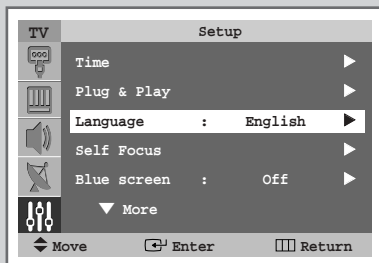 TV Setup
Time
Plug & Play
Language : English
Self Focus
Blue screen : Off
More
Move Enter Return